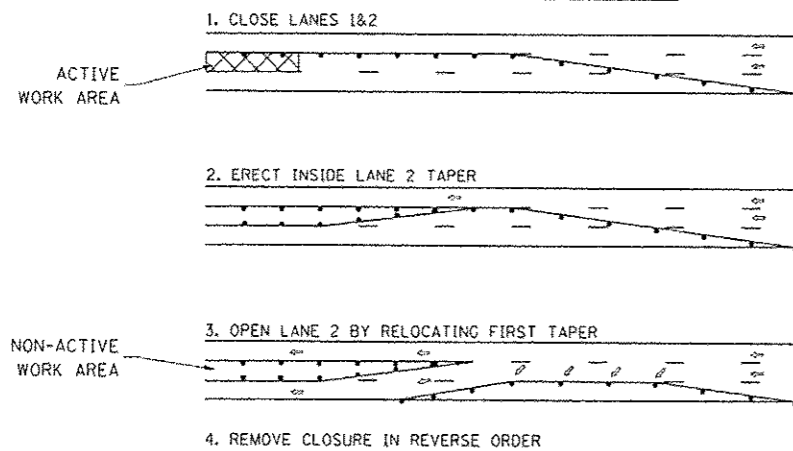 1. CLOSE LANES 1&2
ACTIVE
WORK AREA
2. ERECT INSIDE LANE 2 TAPER
3. OPEN LANE 2 BY RELOCATING FIRST TAPER
NON-ACTIVE
WORK AREA
4. REMOVE CLOSURE IN REVERSE ORDER